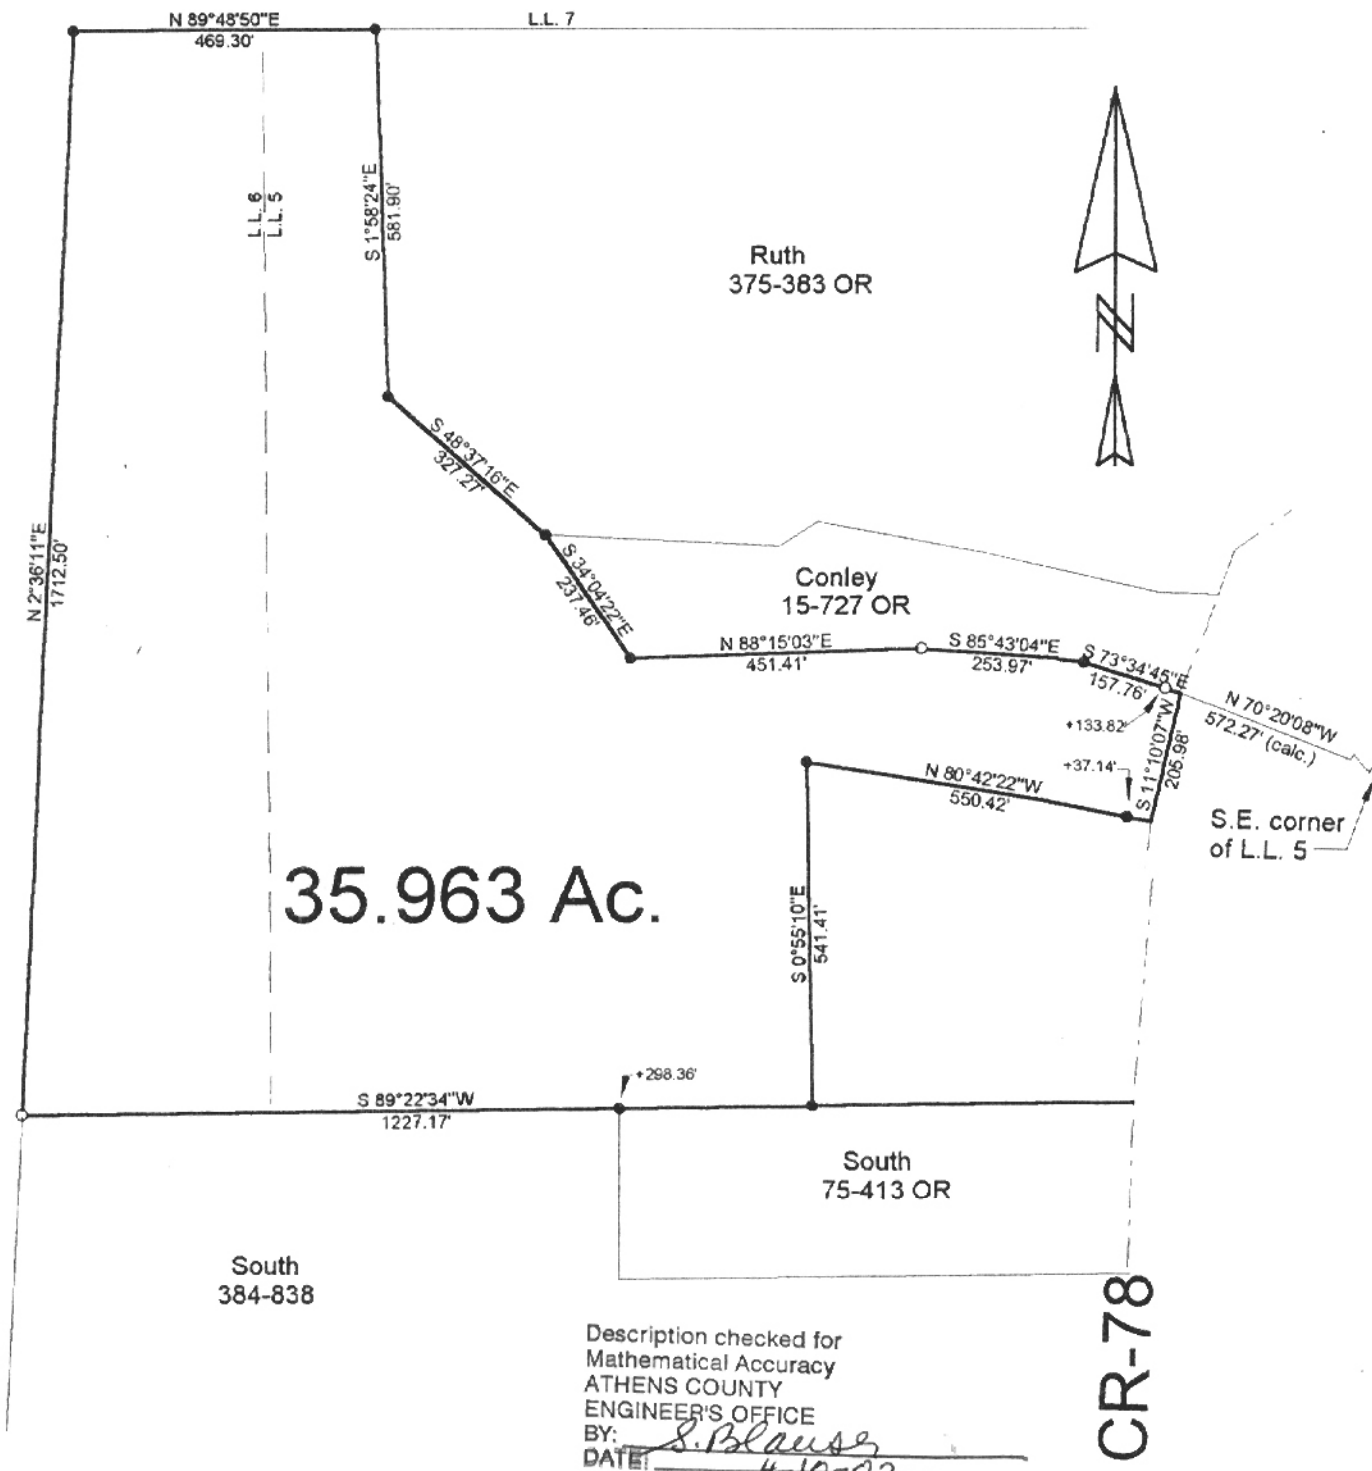 N 89°48'50"E
469.30'
L.L. 7
L.L. 6
L.L. 5
S 1°58'24"E
581.90'
Ruth
375-383 OR
N
S 48°37'16"E
327.27'
N 2°36'11"E
1712.50'
S 34°04'22"E
237.46'
Conley
15-727 OR
N 88°15'03"E
451.41'
S 85°43'04"E
253.97'
S 73°34'45"E
157.76'
+133.82'
N 70°20'08"W
572.27' (calc.)
S 11°10'07"W
205.98'
+37.14'
N 80°42'22"W
550.42'
S.E. corner
of L.L. 5
35.963 Ac.
S 0°55'10"E
541.41'
+298.36'
S 89°22'34"W
1227.17'
South
75-413 OR
South
384-838
CR-78
Description checked for
Mathematical Accuracy
ATHENS COUNTY
ENGINEER'S OFFICE
BY: S. Blauser
DATE: